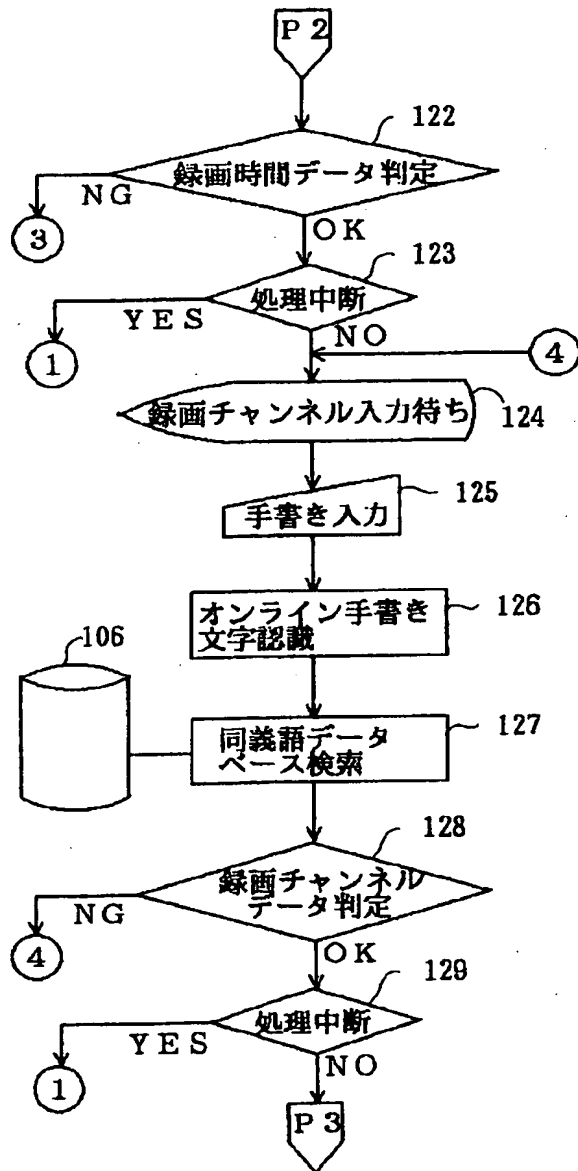 P2
122
録画時間データ判定
NG
3
OK
123
処理中断
YES
1
NO
4
録画チャンネル入力待ち
124
125
手書き入力
オンライン手書き
文字認識
126
106
同義語データ
ベース検索
127
128
録画チャンネル
データ判定
NG
4
OK
129
処理中断
YES
1
NO
P3